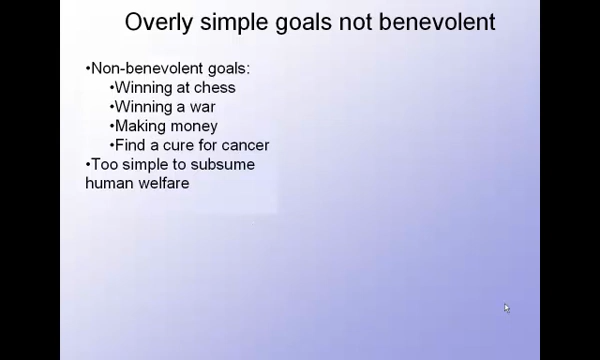 Overly simple goals not benevolent
•Non-benevolent goals:
•Winning at chess
•Winning a war
•Making money
•Find a cure for cancer
•Too simple to subsume
human welfare